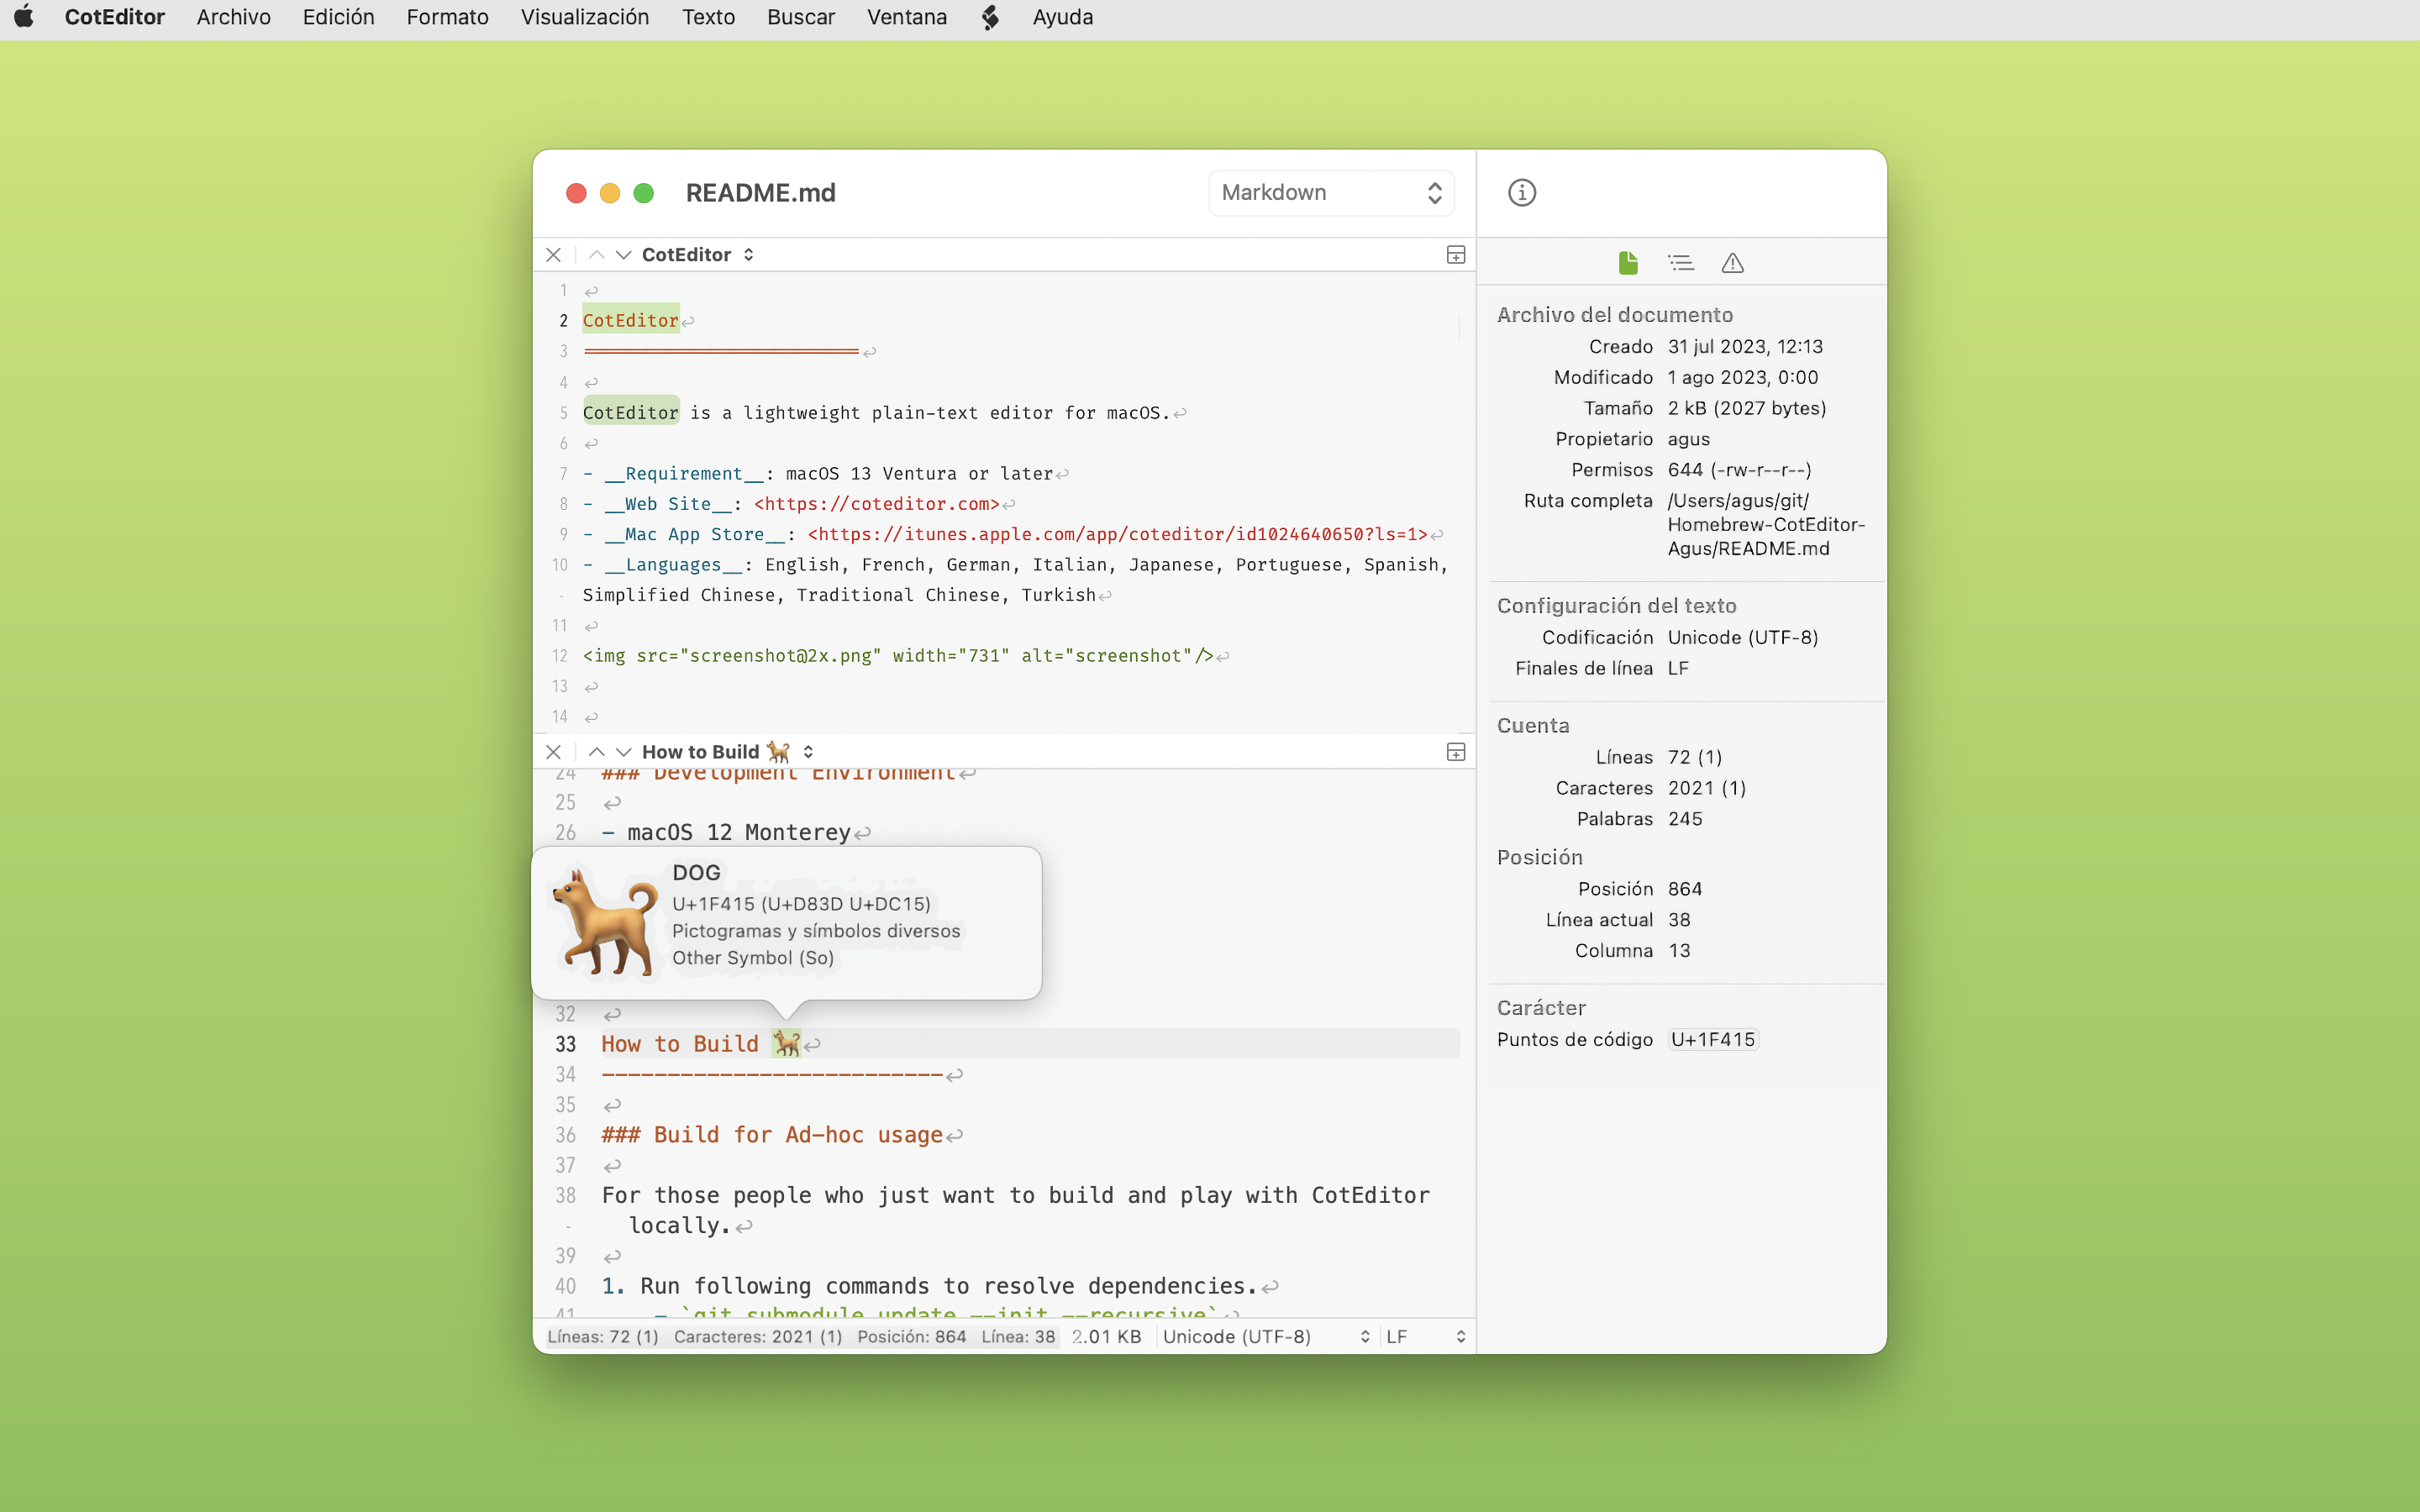 CotEditor Archivo Edición Formato Visualización Texto Buscar Ventana Ayuda
README.md
Markdown
CotEditor
1 ↩
2 CotEditor↩
3 ==========================↩
4 ↩
5 CotEditor is a lightweight plain-text editor for macOS.↩
6 ↩
7 - __Requirement__: macOS 13 Ventura or later↩
8 - __Web Site__: <https://coteditor.com>↩
9 - __Mac App Store__: <https://itunes.apple.com/app/coteditor/id1024640650?ls=1>↩
10 - __Languages__: English, French, German, Italian, Japanese, Portuguese, Spanish,
- Simplified Chinese, Traditional Chinese, Turkish↩
11 ↩
12 <img src="screenshot@2x.png" width="731" alt="screenshot"/>↩
13 ↩
14 ↩
How to Build 🐕
24 ### Development Environment↩
25 ↩
26 - macOS 12 Monterey↩
DOG
U+1F415 (U+D83D U+DC15)
Pictogramas y símbolos diversos
Other Symbol (So)
32 ↩
33 How to Build 🐕↩
34 --------------------------↩
35 ↩
36 ### Build for Ad-hoc usage↩
37 ↩
38 For those people who just want to build and play with CotEditor
- locally.↩
39 ↩
40 1. Run following commands to resolve dependencies.↩
41 - `git submodule update --init --recursive`↩
Líneas: 72 (1) Caracteres: 2021 (1) Posición: 864 Línea: 38 2.01 KB Unicode (UTF-8) LF
Archivo del documento
Creado 31 jul 2023, 12:13
Modificado 1 ago 2023, 0:00
Tamaño 2 kB (2027 bytes)
Propietario agus
Permisos 644 (-rw-r--r--)
Ruta completa /Users/agus/git/
Homebrew-CotEditor-
Agus/README.md
Configuración del texto
Codificación Unicode (UTF-8)
Finales de línea LF
Cuenta
Líneas 72 (1)
Caracteres 2021 (1)
Palabras 245
Posición
Posición 864
Línea actual 38
Columna 13
Carácter
Puntos de código U+1F415